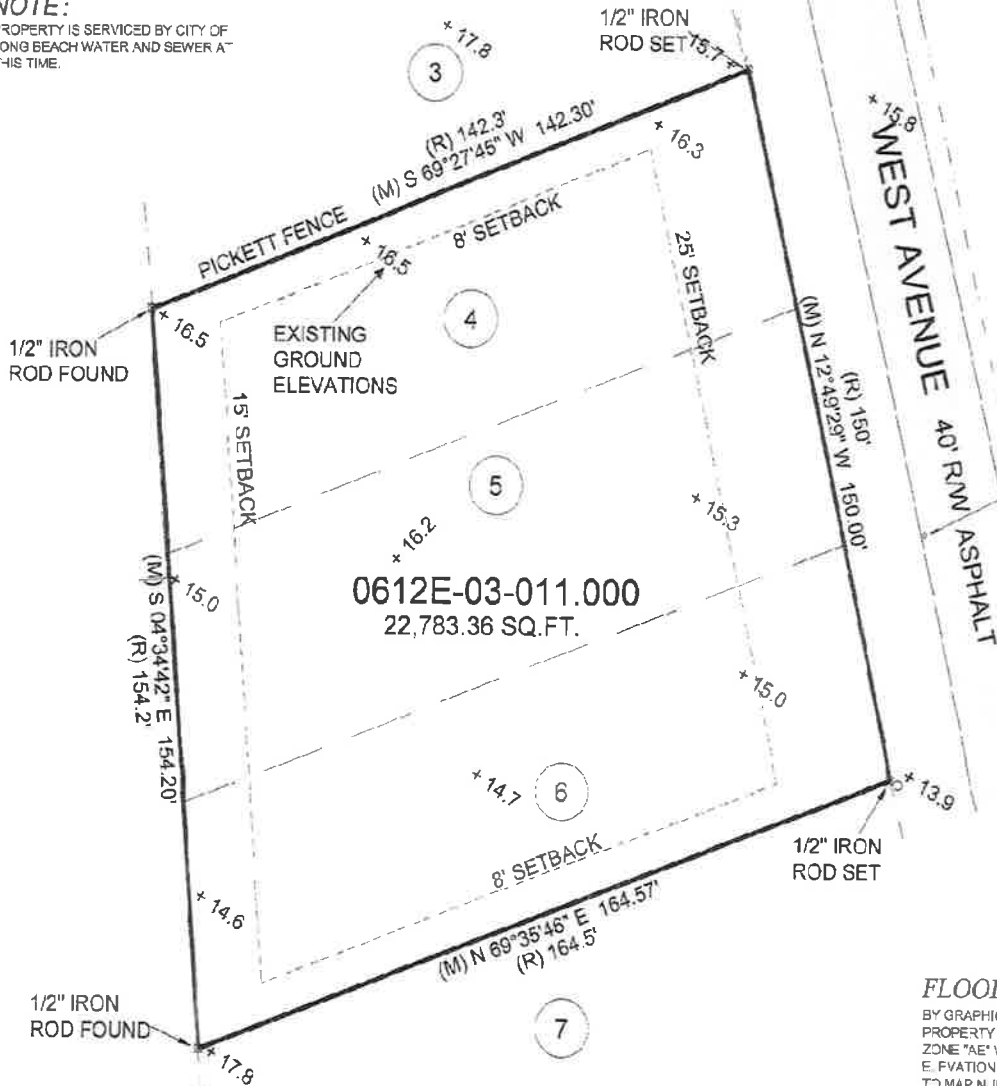 NOTE:
PROPERTY IS SERVICED BY CITY OF
LONG BEACH WATER AND SEWER AT
THIS TIME.
1/2" IRON
ROD SET
+ 17.8
3
15.7 +
+ 15.8
(R) 142.3'
(M) S 69°27'45" W 142.30'
+ 16.3
PICKETT FENCE
8' SETBACK
+ 16.5
WEST AVENUE 40' R/W ASPHALT
25' SETBACK
+ 16.5
EXISTING
GROUND
ELEVATIONS
4
1/2" IRON
ROD FOUND
(R) 150'
(M) N 12°49'29" W 150.00'
15' SETBACK
5
+ 15.3
+ 16.2
0612E-03-011.000
22,783.36 SQ.FT.
+ 15.0
(M) S 04°34'42" E 154.20'
(R) 154.2'
+ 15.0
+ 14.7
6
+ 13.9
1/2" IRON
ROD SET
8' SETBACK
+ 14.6
(M) N 69°35'46" E 164.57'
(R) 164.5'
1/2" IRON
ROD FOUND
+ 17.8
7
FLOO
BY GRAPHI
PROPERTY
ZONE "AE"